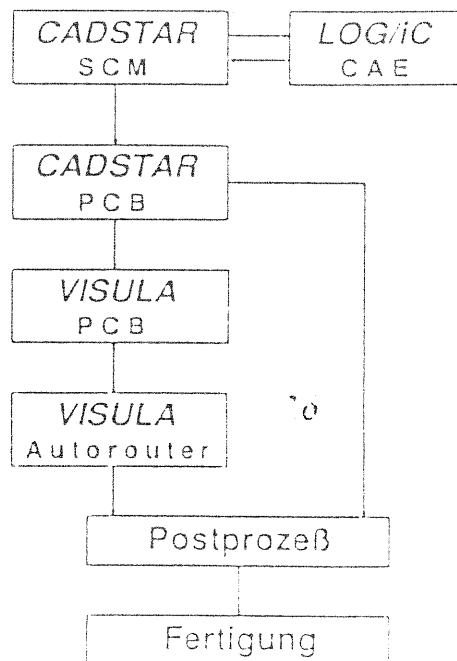 CADSTAR
SCM
LOG/iC
CAE
CADSTAR
PCB
VISULA
PCB
VISULA
Autorouter
Postprozeß
Fertigung